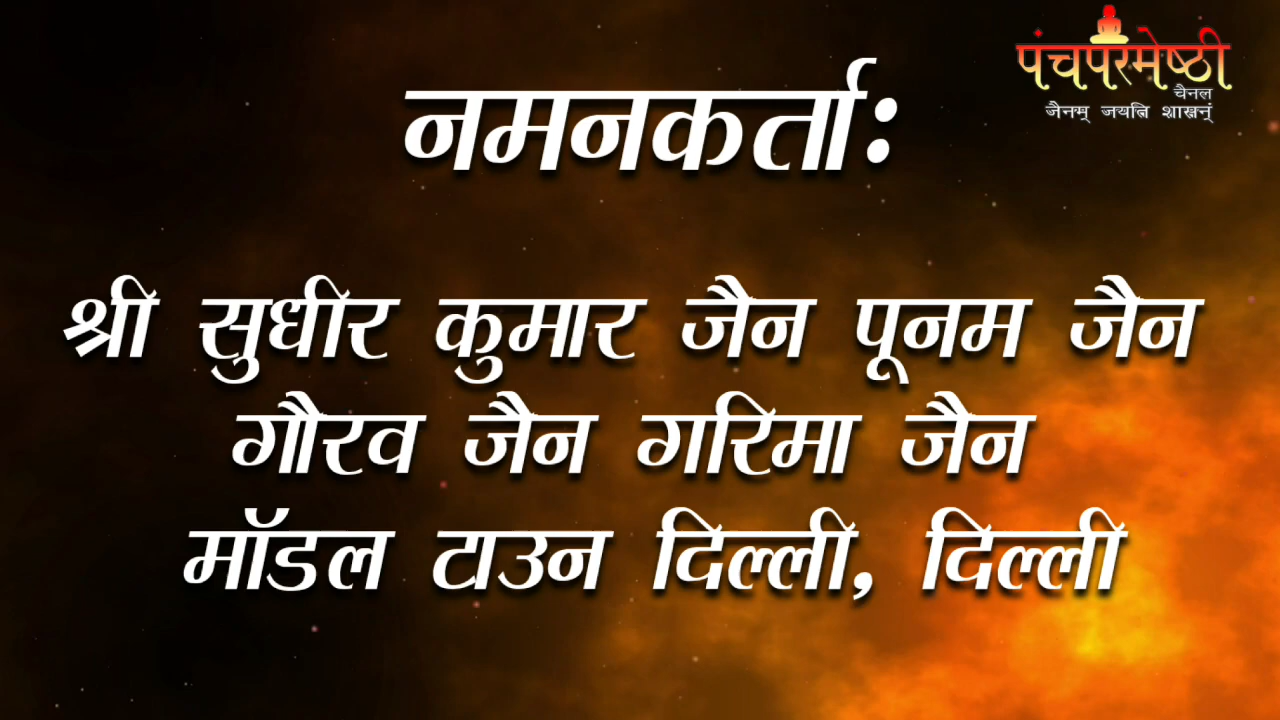 पंचपरमेष्ठी
चैनल
जैनम् जयति शासनं
नमनकर्ताः
श्री सुधीर कुमार जैन पूनम जैन
गौरव जैन गरिमा जैन
मॉडल टाउन दिल्ली, दिल्ली